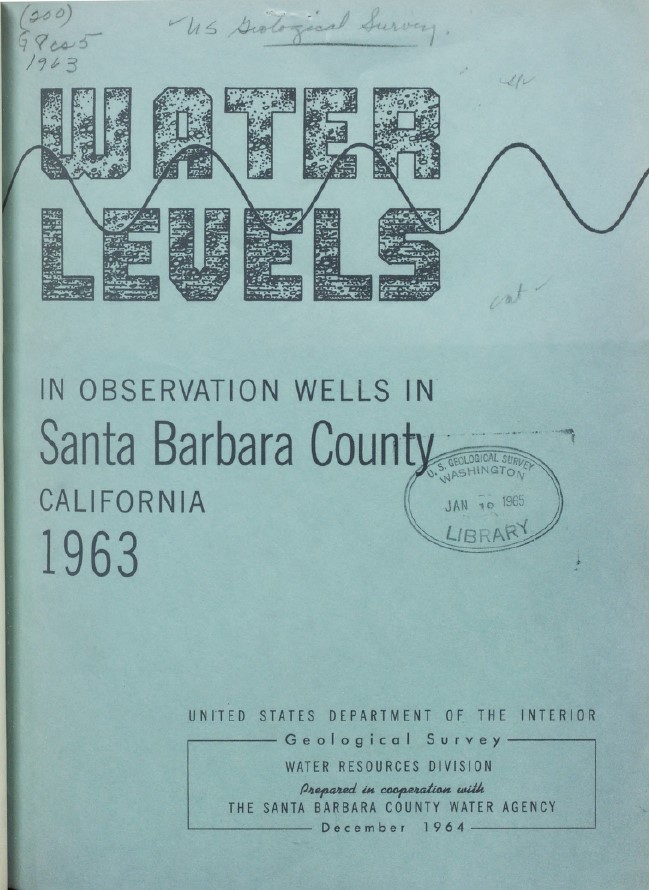 (200)
1963
US Geological Survey.
WATER
LEVELS
cat
IN OBSERVATION WELLS IN
Santa Barbara County
CALIFORNIA
1963
U. S. GEOLOGICAL SURVEY
WASHINGTON
JAN 1965
LIBRARY
UNITED STATES DEPARTMENT OF THE INTERIOR
Geological Survey
WATER RESOURCES DIVISION
Prepared in cooperation with
THE SANTA BARBARA COUNTY WATER AGENCY
December 1964